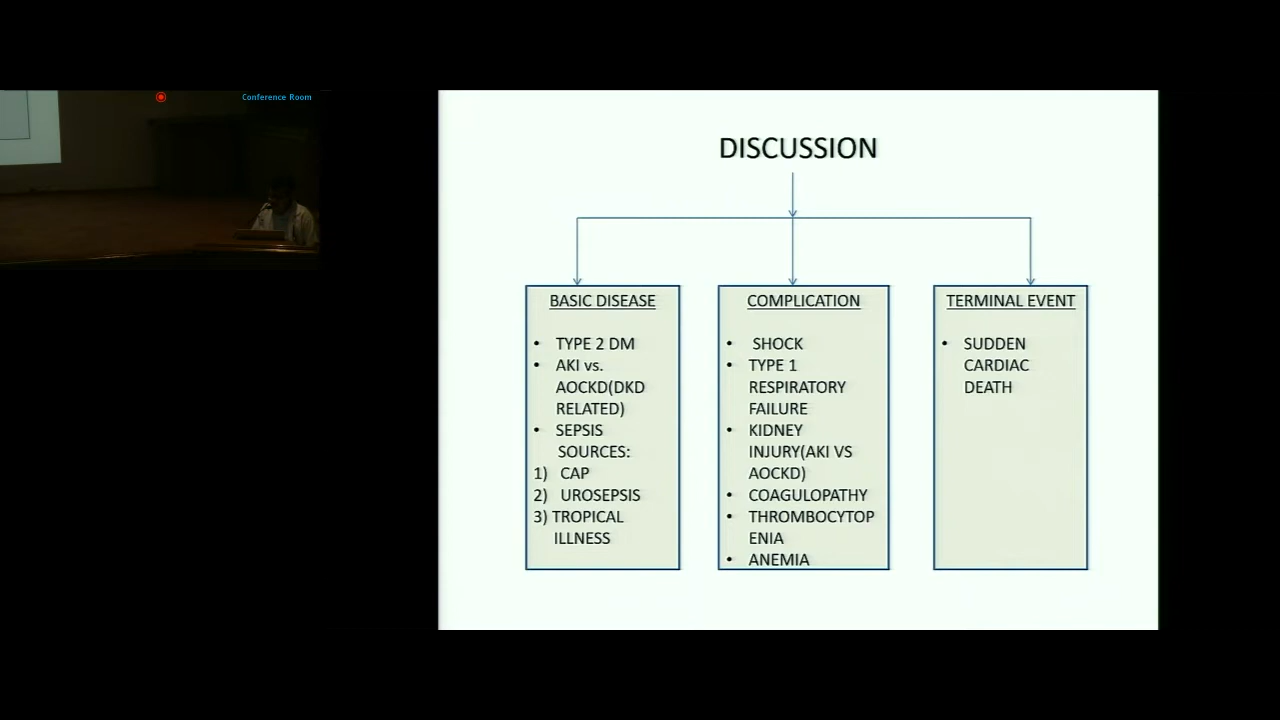 Conference Room
DISCUSSION
BASIC DISEASE
• TYPE 2 DM
• AKI vs.
AOCKD(DKD
RELATED)
• SEPSIS
SOURCES:
1) CAP
2) UROSEPSIS
3) TROPICAL
ILLNESS
COMPLICATION
• SHOCK
• TYPE 1
RESPIRATORY
FAILURE
• KIDNEY
INJURY(AKI VS
AOCKD)
• COAGULOPATHY
• THROMBOCYTOP
ENIA
• ANEMIA
TERMINAL EVENT
• SUDDEN
CARDIAC
DEATH